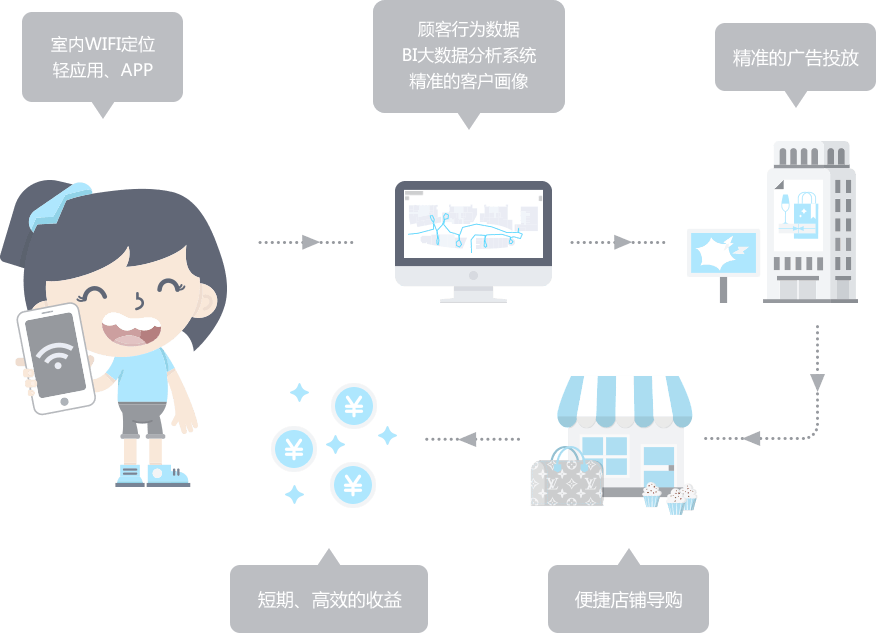 室内WIFI定位
轻应用、APP
顾客行为数据
BI大数据分析系统
精准的客户画像
精准的广告投放
短期、高效的收益
便捷店铺导购